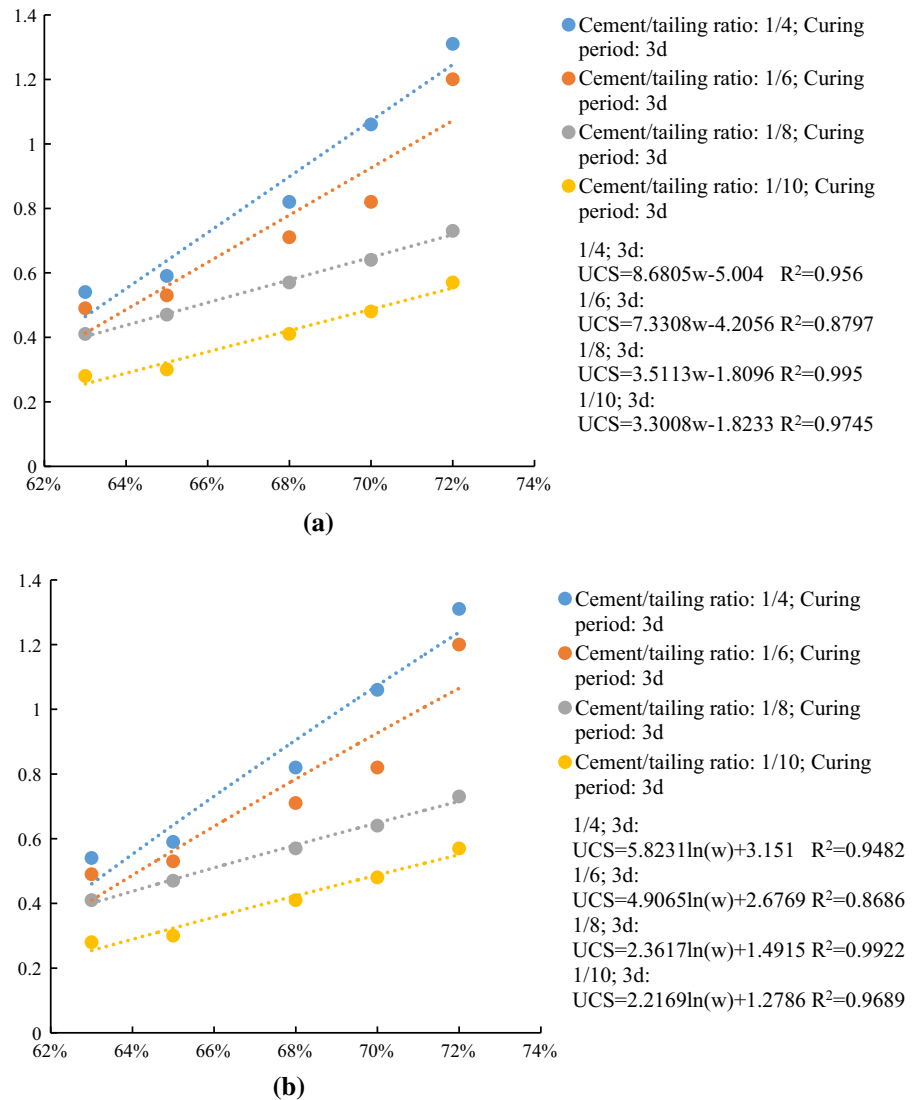 1.4
1.2
1
0.8
0.6
0.4
0.2
0
62% 64% 66% 68% 70% 72% 74%
Cement/tailing ratio: 1/4; Curing
period: 3d
Cement/tailing ratio: 1/6; Curing
period: 3d
Cement/tailing ratio: 1/8; Curing
period: 3d
Cement/tailing ratio: 1/10; Curing
period: 3d
1/4; 3d:
UCS=8.6805w-5.004 R²=0.956
1/6; 3d:
UCS=7.3308w-4.2056 R²=0.8797
1/8; 3d:
UCS=3.5113w-1.8096 R²=0.995
1/10; 3d:
UCS=3.3008w-1.8233 R²=0.9745
(a)
1.4
1.2
1
0.8
0.6
0.4
0.2
0
62% 64% 66% 68% 70% 72% 74%
Cement/tailing ratio: 1/4; Curing
period: 3d
Cement/tailing ratio: 1/6; Curing
period: 3d
Cement/tailing ratio: 1/8; Curing
period: 3d
Cement/tailing ratio: 1/10; Curing
period: 3d
1/4; 3d:
UCS=5.8231ln(w)+3.151 R²=0.9482
1/6; 3d:
UCS=4.9065ln(w)+2.6769 R²=0.8686
1/8; 3d:
UCS=2.3617ln(w)+1.4915 R²=0.9922
1/10; 3d:
UCS=2.2169ln(w)+1.2786 R²=0.9689
(b)